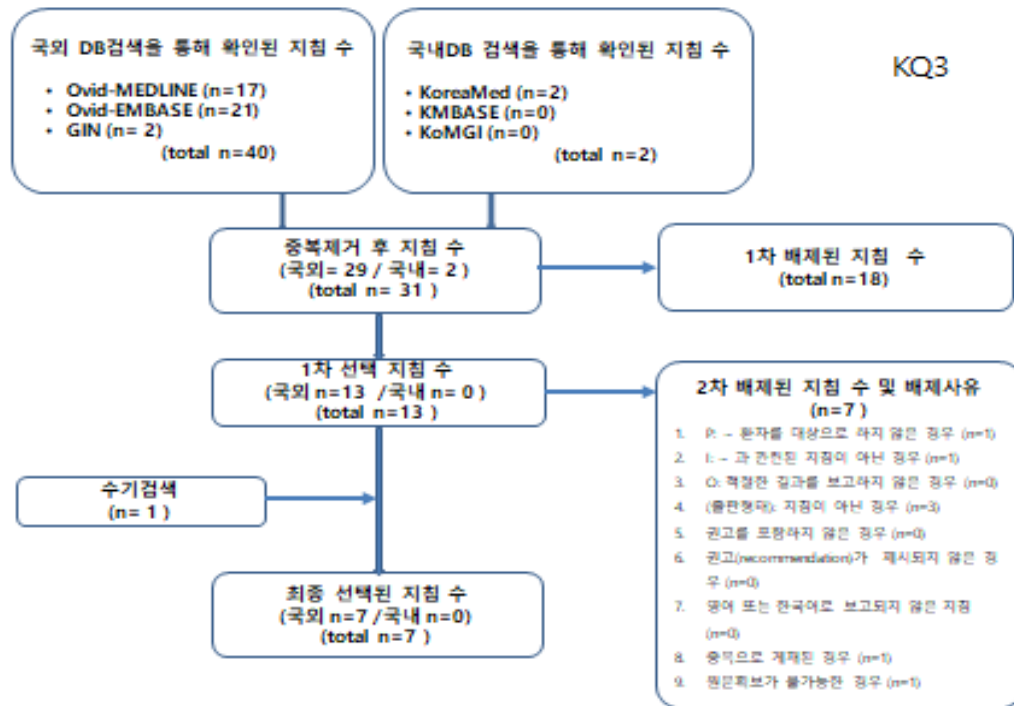 국외 DB검색을 통해 확인된 지침 수
• Ovid-MEDLINE (n=17)
• Ovid-EMBASE (n=21)
• GIN (n= 2)
(total n=40)
국내DB 검색을 통해 확인된 지침 수
• KoreaMed (n=2)
• KMBASE (n=0)
• KoMGI (n=0)
(total n=2)
KQ3
중복제거 후 지침 수
(국외= 29 / 국내= 2 )
(total n= 31 )
1차 배제된 지침 수
(total n=18)
1차 선택 지침 수
(국외 n=13 /국내 n= 0 )
(total n=13 )
2차 배제된 지침 수 및 배제사유
(n=7 )
1. P: ~ 환자를 대상으로 하지 않은 경우 (n=1)
2. I: ~ 과 관련된 지침이 아닌 경우 (n=1)
3. O: 적절한 결과를 보고하지 않은 경우 (n=0)
4. (출판형태): 지침이 아닌 경우 (n=3)
5. 권고를 포함하지 않은 경우 (n=0)
6. 권고(recommendation)가 제시되지 않은 경
우 (n=0)
7. 영어 또는 한국어로 보고되지 않은 지침
(n=0)
8. 중복으로 게재된 경우 (n=1)
9. 원문확보가 불가능한 경우 (n=1)
수기검색
(n= 1 )
최종 선택된 지침 수
(국외 n=7 /국내 n=0)
(total n=7 )